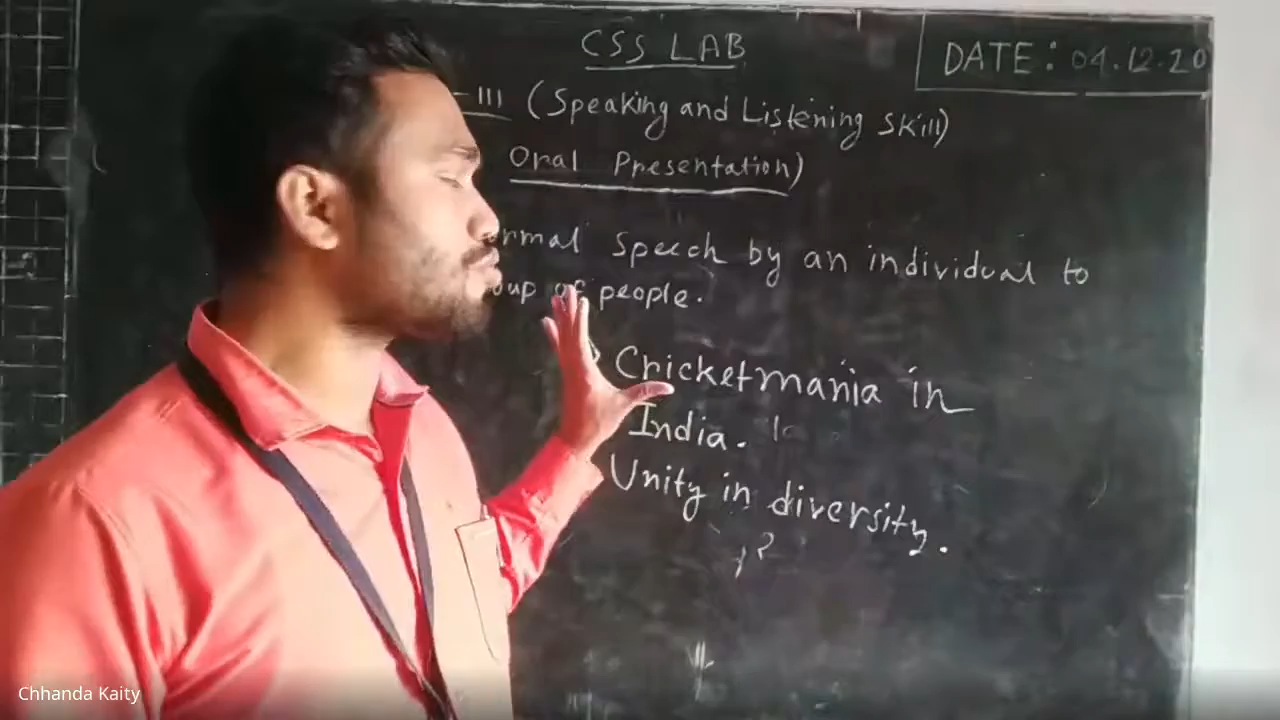 CSS LAB
DATE: 04.12.20
-III (Speaking and Listening Skill)
Oral Presentation)
ormal speech by an individual to
oup of people.
Cricketmania in
India.
Unity in diversity.
Chhanda Kaity